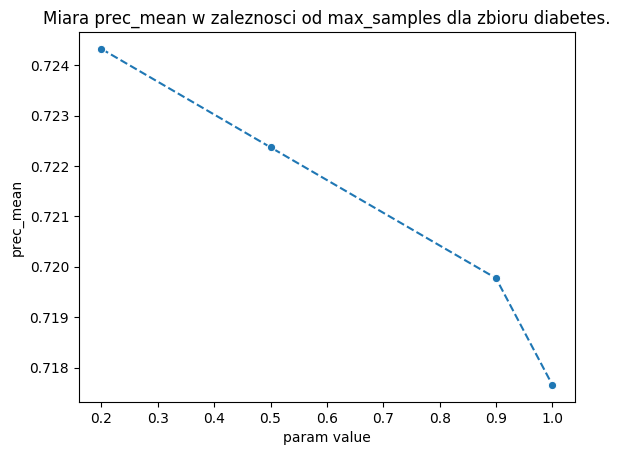 Miara prec_mean w zaleznosci od max_samples dla zbioru diabetes.
0.724
0.723
0.722
0.721
0.720
0.719
0.718
prec_mean
0.2 0.3 0.4 0.5 0.6 0.7 0.8 0.9 1.0
param value